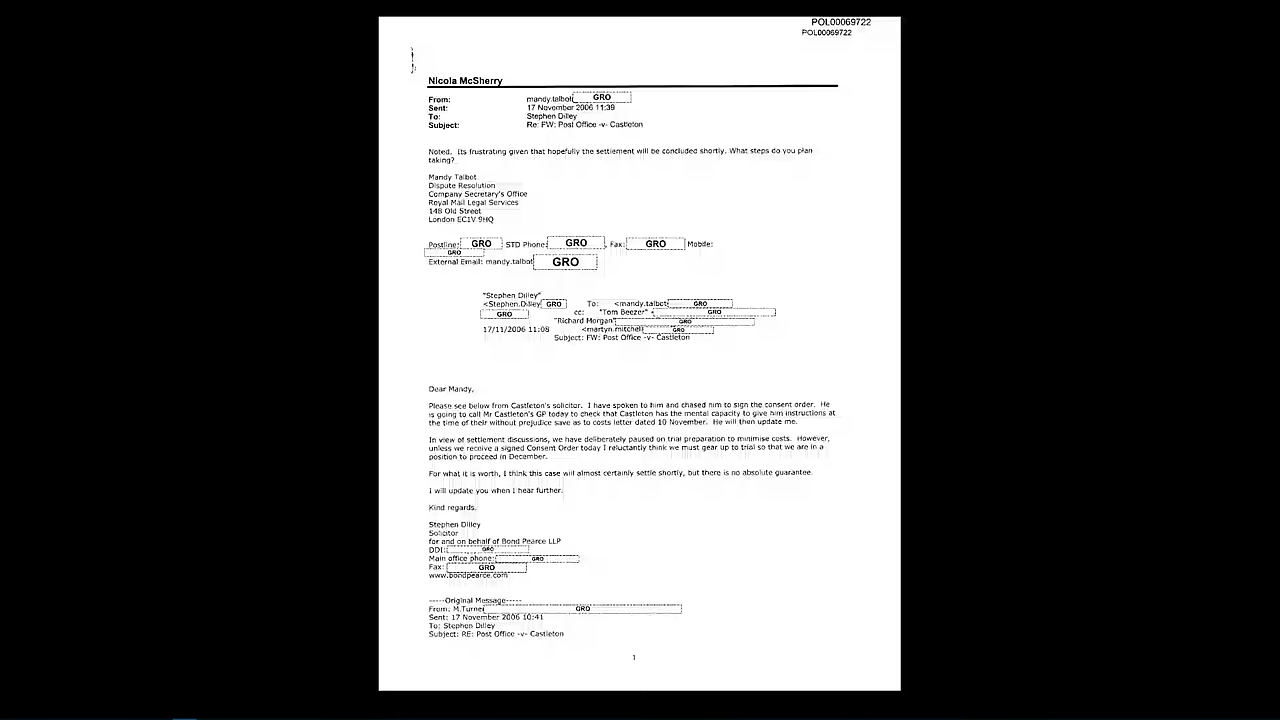 POL00069722
POL00069722
Nicola McSherry
From: mandy.talbot GRO
Sent: 17 November 2006 11:39
To: Stephen Dilley
Subject: Re: FW: Post Office -v- Castleton
Noted. Its frustrating given that hopefully the settlement will be concluded shortly. What steps do you plan
taking?
Mandy Talbot
Dispute Resolution
Company Secretary's Office
Royal Mail Legal Services
148 Old Street
London EC1V 9HQ
Postline: GRO STD Phone: GRO , Fax: GRO Mobile:
GRO
External Email: mandy.talbot GRO
"Stephen Dilley"
<Stephen.Dilley GRO To: <mandy.talbot GRO
GRO cc: "Tom Beezer" < GRO
"Richard Morgan" GRO
17/11/2006 11:08 <martyn.mitchell GRO
Subject: FW: Post Office -v- Castleton
Dear Mandy,
Please see below from Castleton's solicitor. I have spoken to him and chased him to sign the consent order. He
is going to call Mr Castleton's GP today to check that Castleton has the mental capacity to give him instructions at
the time of their without prejudice save as to costs letter dated 10 November. He will then update me.
In view of settlement discussions, we have deliberately paused on trial preparation to minimise costs. However,
unless we receive a signed Consent Order today I reluctantly think we must gear up to trial so that we are in a
position to proceed in December.
For what it is worth, I think this case will almost certainly settle shortly, but there is no absolute guarantee.
I will update you when I hear further.
Kind regards.
Stephen Dilley
Solicitor
for and on behalf of Bond Pearce LLP
DDI: GRO
Main office phone: GRO
Fax: GRO
www.bondpearce.com
-----Original Message-----
From: M.Turner GRO
Sent: 17 November 2006 10:41
To: Stephen Dilley
Subject: RE: Post Office -v- Castleton
1